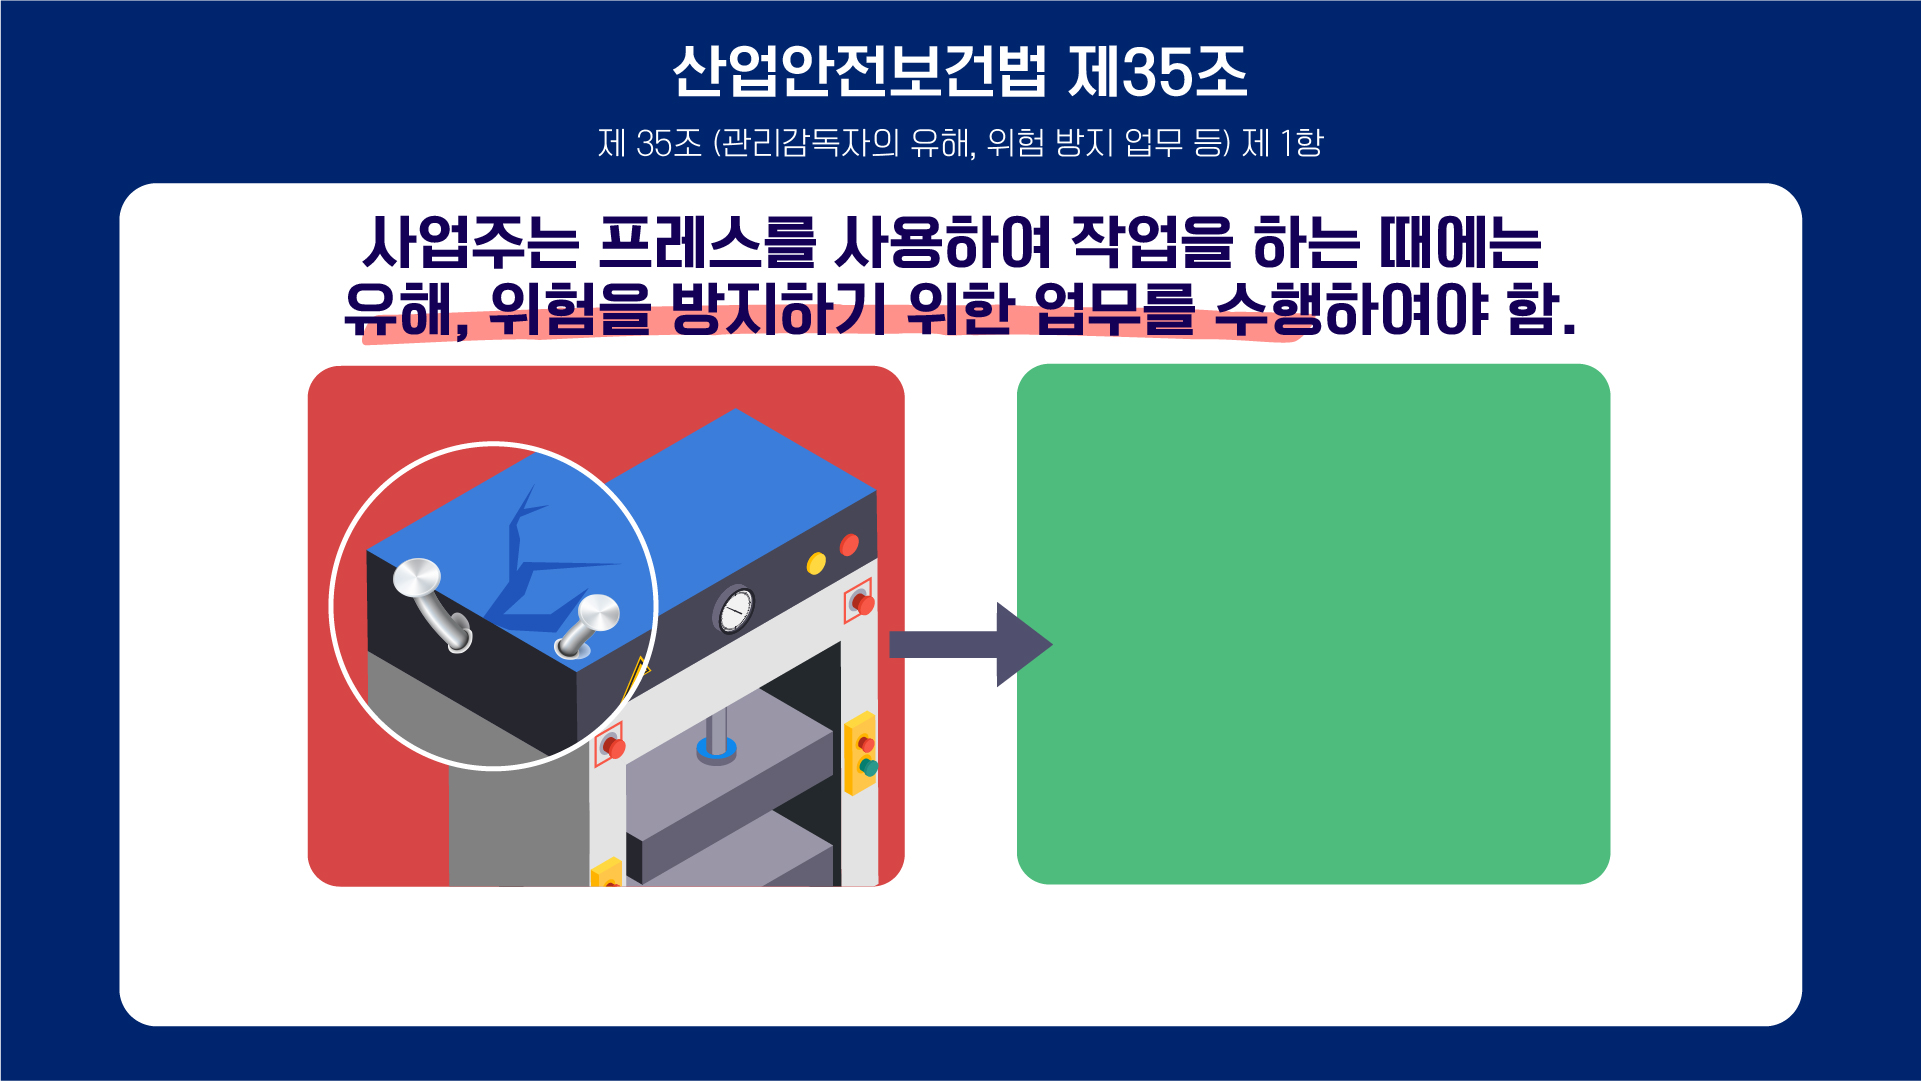 산업안전보건법 제35조
제 35조 (관리감독자의 유해, 위험 방지 업무 등) 제 1항
사업주는 프레스를 사용하여 작업을 하는 때에는
유해, 위험을 방지하기 위한 업무를 수행하여야 함.